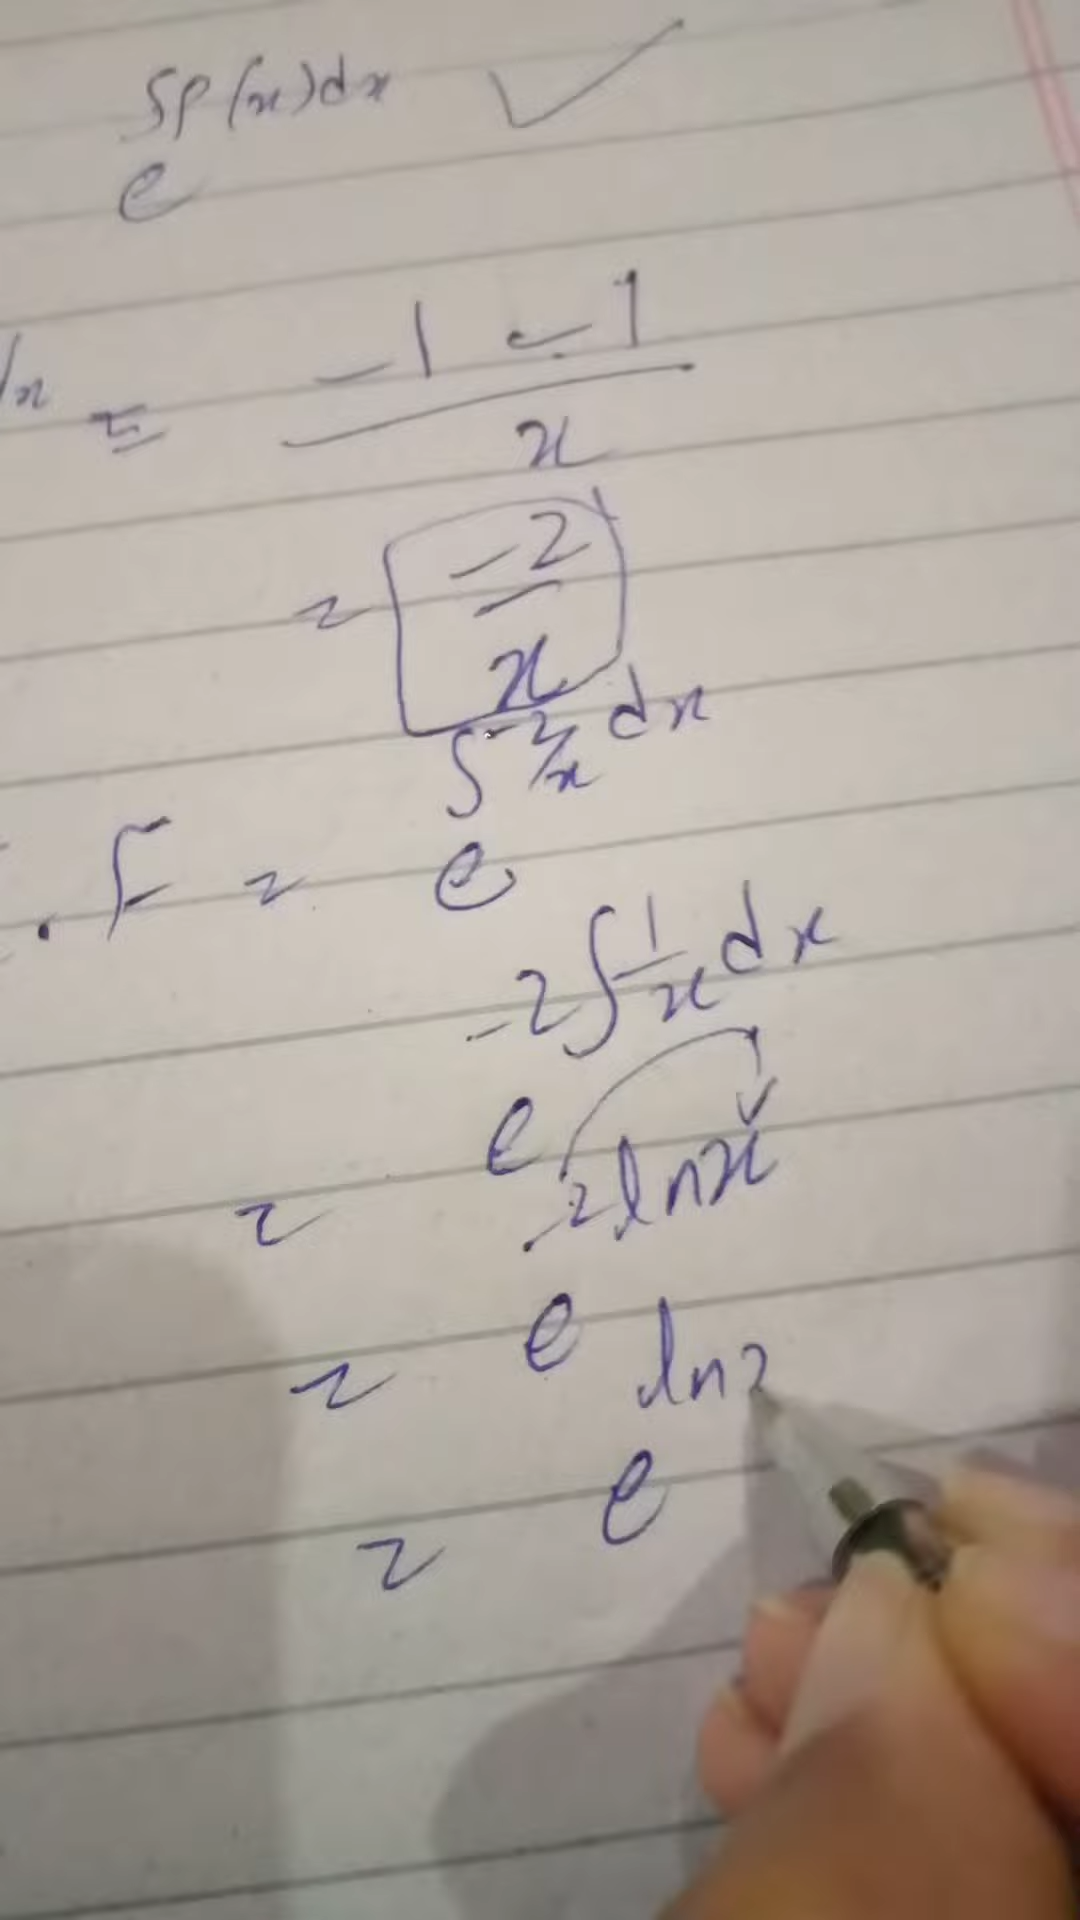 ∫p(x)dx
e
/x = -1 - 1
x
= -2
x
∫-2/x dx
. F = e
-2∫1/x dx
= e
-2lnx
= e
ln
= e